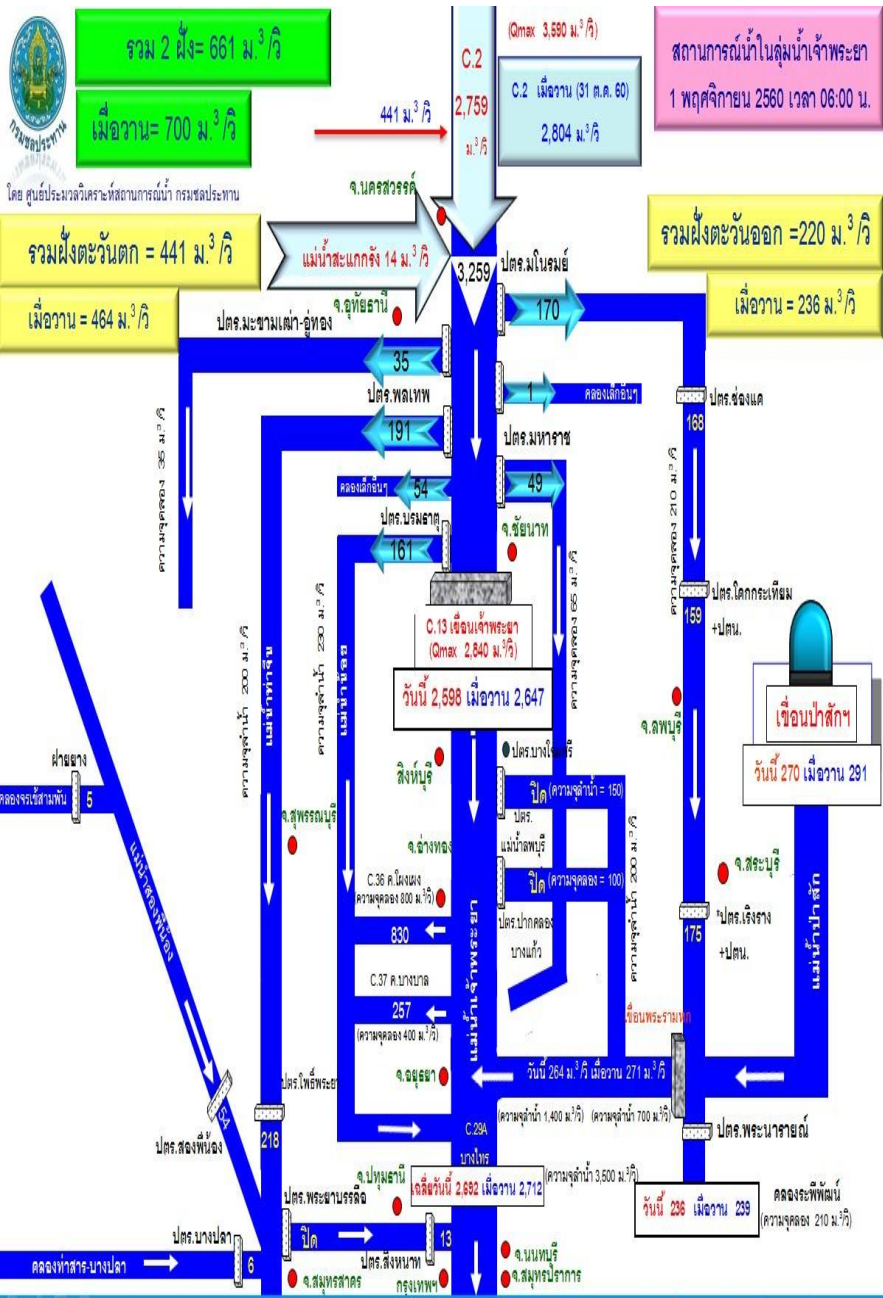 กรมชลประทาน
รวม 2 ฝั่ง= 661 ม.³/วิ
เมื่อวาน= 700 ม.³/วิ
โดย ศูนย์ประมวลวิเคราะห์สถานการณ์น้ำ กรมชลประทาน
C.2
2,759
ม.³/วิ
(Qmax 3,590 ม.³/วิ)
C.2 เมื่อวาน (31 ต.ค. 60)
2,804 ม.³/วิ
441 ม.³/วิ
สถานการณ์น้ำในลุ่มน้ำเจ้าพระยา
1 พฤศจิกายน 2560 เวลา 06:00 น.
จ.นครสวรรค์
รวมฝั่งตะวันตก = 441 ม.³/วิ
เมื่อวาน = 464 ม.³/วิ
แม่น้ำสะแกกรัง 14 ม.³/วิ
รวมฝั่งตะวันออก =220 ม.³/วิ
เมื่อวาน = 236 ม.³/วิ
3,259
ปตร.มโนรมย์
170
จ.อุทัยธานี
ปตร.มะขามเฒ่า-อู่ทอง
35
ปตร.พลเทพ
191
1
คลองเล็กอื่นๆ
ปตร.ช่องแค
168
ปตร.มหาราช
49
คลองเล็กอื่นๆ
54
ปตร.บรมธาตุ
161
จ.ชัยนาท
ความจุคลอง 35 ม.³/วิ
ความจุลำน้ำ 200 ม.³/วิ
แม่น้ำท่าจีน
ความจุลำน้ำ 230 ม.³/วิ
แม่น้ำน้อย
ความจุคลอง 65 ม.³/วิ
ความจุคลอง 210 ม.³/วิ
C.13 เขื่อนเจ้าพระยา
(Qmax 2,840 ม.³/วิ)
วันนี้ 2,598 เมื่อวาน 2,647
ปตร.โคกกระเทียม
+ปตน.
159
จ.ลพบุรี
เขื่อนป่าสักฯ
วันนี้ 270 เมื่อวาน 291
สิงห์บุรี
ปิด (ความจุลำน้ำ = 150)
ปตร.
แม่น้ำลพบุรี
ฝายยาง
คลองจรเข้สามพัน
5
จ.สุพรรณบุรี
จ.อ่างทอง
C.36 ค.โผงเผง
(ความจุคลอง 800 ม.³/วิ)
830
ปิด (ความจุคลอง = 100)
ปตร.ปากคลอง
บางแก้ว
ความจุลำน้ำ 200 ม.³/วิ
จ.สระบุรี
*ปตร.เริงราง
+ปตน.
175
แม่น้ำป่าสัก
แม่น้ำสองพี่น้อง
แม่น้ำเจ้าพระยา
C.37 ค.บางบาล
257
(ความจุคลอง 400 ม.³/วิ)
เขื่อนพระรามหก
จ.อยุธยา
วันนี้ 264 ม.³/วิ เมื่อวาน 271 ม.³/วิ
(ความจุลำน้ำ 1,400 ม.³/วิ)
(ความจุลำน้ำ 700 ม.³/วิ)
ปตร.โพธิ์พระยา
218
54
ปตร.สองพี่น้อง
C.29A
บางไทร
ปตร.พระนารายณ์
เฉลี่ยวันนี้ 2,692 เมื่อวาน 2,712
(ความจุลำน้ำ 3,500 ม.³/วิ)
วันนี้ 236 เมื่อวาน 239
คลองระพีพัฒน์
(ความจุคลอง 210 ม.³/วิ)
จ.ปทุมธานี
ปตร.พระยาบรรลือ
ปิด
ปตร.สิงหนาท
13
ปตร.บางปลา
6
คลองท่าสาร-บางปลา
จ.สมุทรสาคร
กรุงเทพฯ
จ.นนทบุรี
จ.สมุทรปราการ